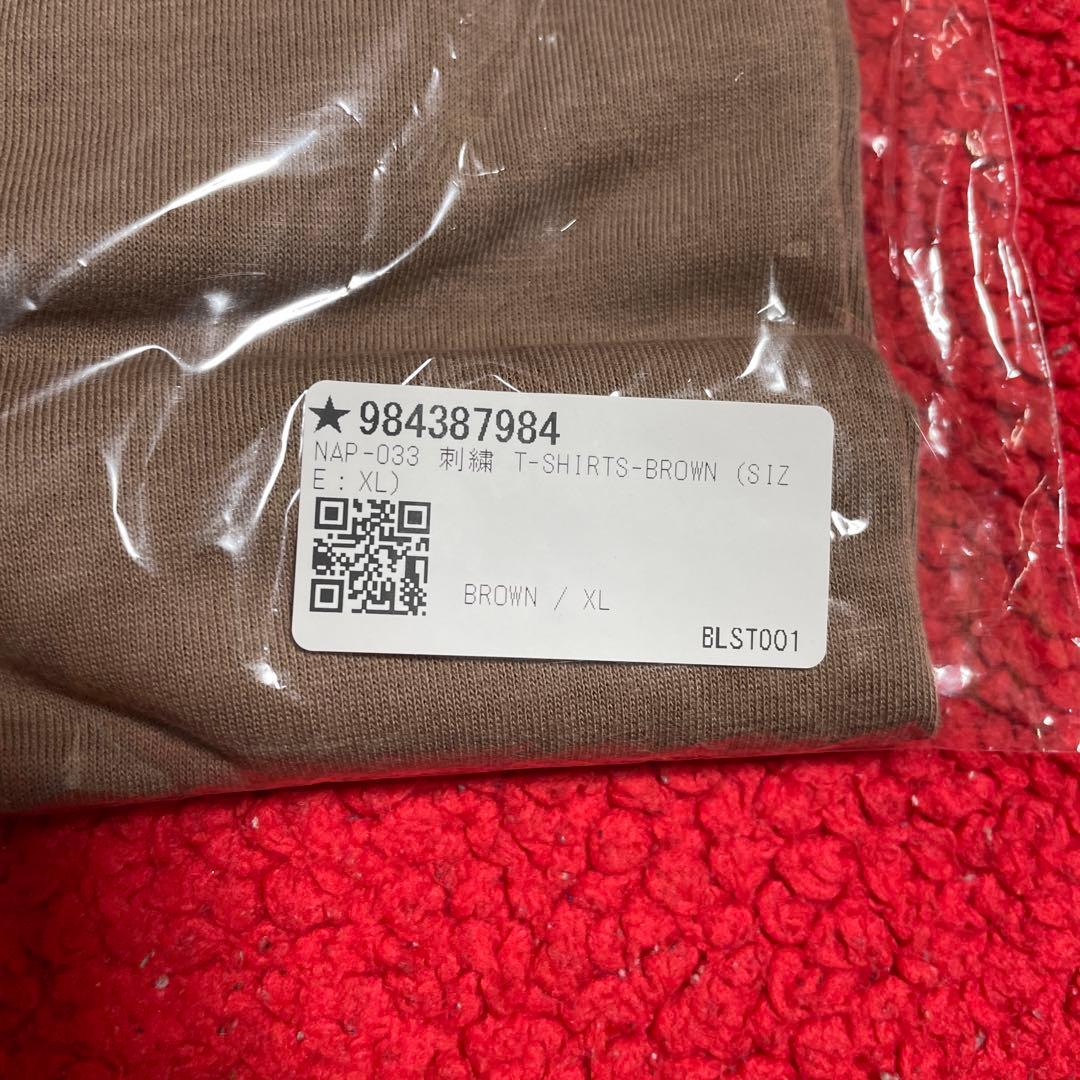 ★984387984
NAP-033 刺繍 T-SHIRTS-BROWN (SIZ
E : XL)
BROWN / XL
BLST001